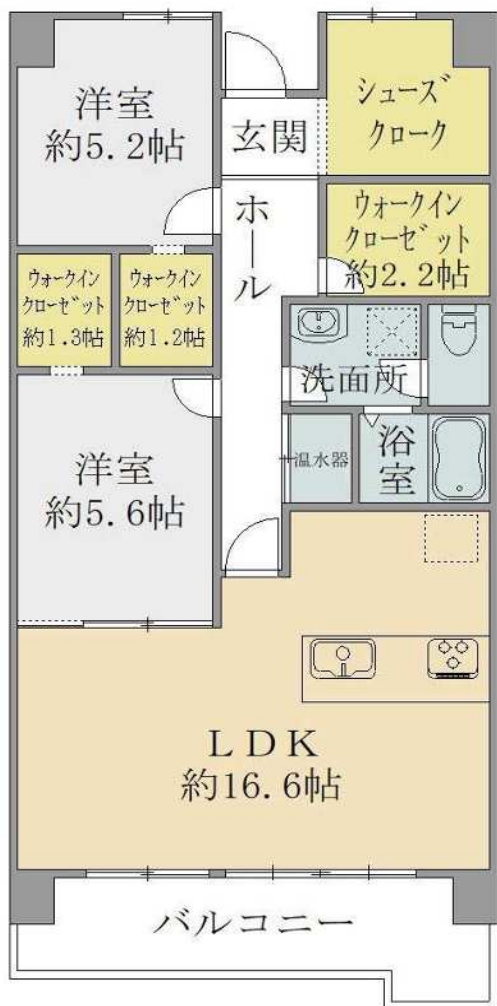 洋室
約5.2帖
玄関
シューズ
クローク
ホール
ウォークイン
クローゼット
約2.2帖
ウォークイン
クローゼット
約1.3帖
ウォークイン
クローゼット
約1.2帖
洗面所
温水器
浴室
洋室
約5.6帖
LDK
約16.6帖
バルコニー